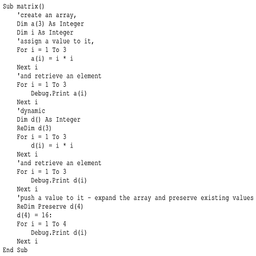 Sub matrix()
'create an array,
Dim a(3) As Integer
Dim i As Integer
'assign a value to it,
For i = 1 To 3
a(i) = i * i
Next i
'and retrieve an element
For i = 1 To 3
Debug.Print a(i)
Next i
'dynamic
Dim d() As Integer
ReDim d(3)
For i = 1 To 3
d(i) = i * i
Next i
'and retrieve an element
For i = 1 To 3
Debug.Print d(i)
Next i
'push a value to it - expand the array and preserve existing values
ReDim Preserve d(4)
d(4) = 16:
For i = 1 To 4
Debug.Print d(i)
Next i
End Sub